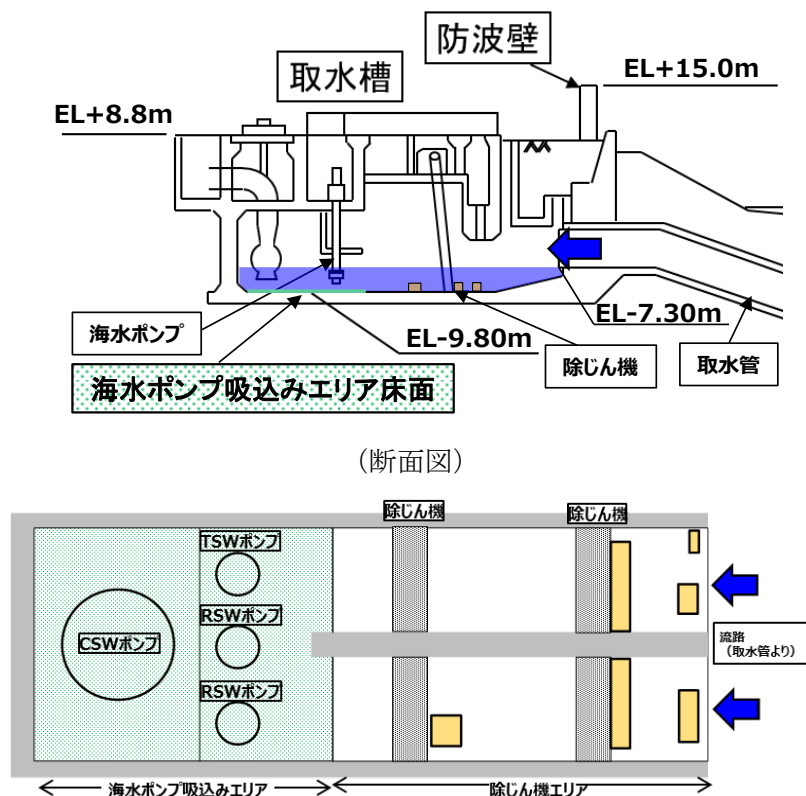 防波壁
取水槽
EL+15.0m
EL+8.8m
海水ポンプ
EL-9.80m
EL-7.30m
除じん機
取水管
海水ポンプ吸込みエリア床面
(断面図)
除じん機
除じん機
TSWポンプ
RSWポンプ
CSWポンプ
流路
(取水管より)
RSWポンプ
海水ポンプ吸込みエリア
除じん機エリア